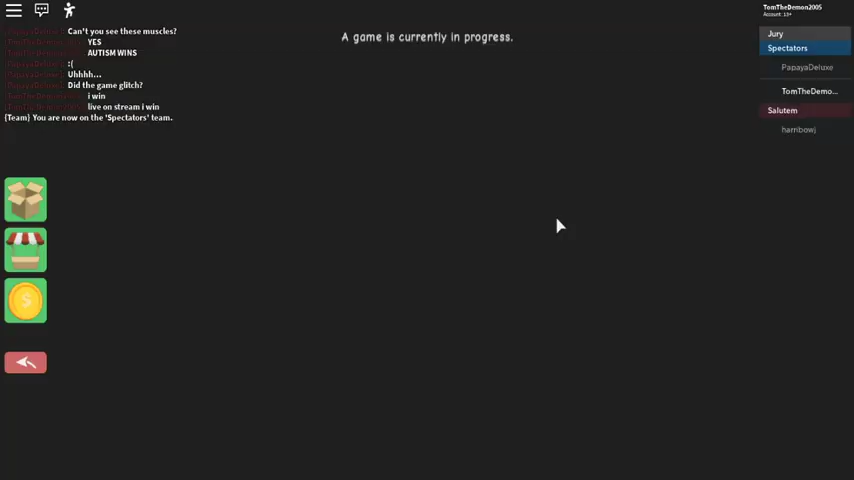 TomTheDemon2005
Account: 13+
[PapayaDeluxe]: Can't you see these muscles?
YES
AUTISM WINS
:(
Uhhhh...
Did the game glitch?
i win
live on stream i win
{Team} You are now on the 'Spectators' team.
A game is currently in progress.
Jury
Spectators
PapayaDeluxe
TomTheDemo...
Salutem
harribowj